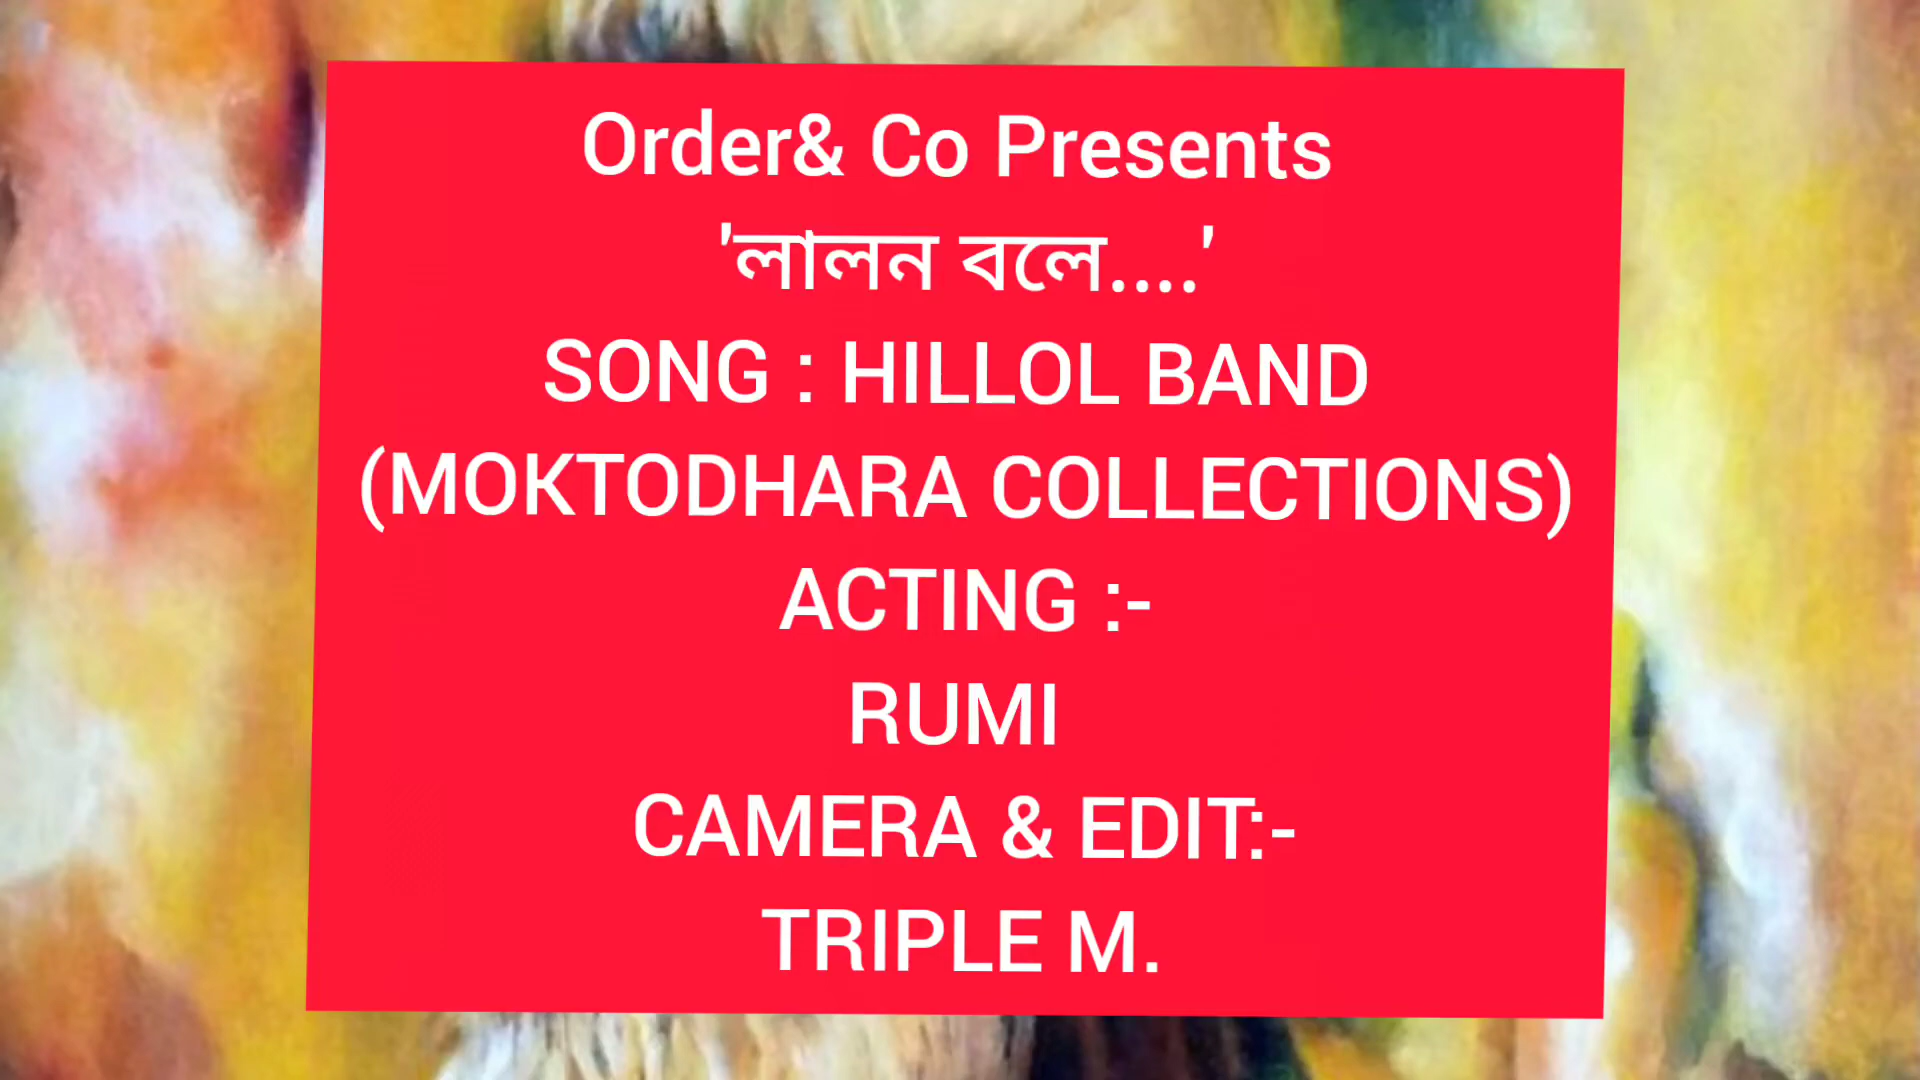 Order& Co Presents
'লালন বলে....'
SONG : HILLOL BAND
(MOKTODHARA COLLECTIONS)
ACTING :-
RUMI
CAMERA & EDIT:-
TRIPLE M.